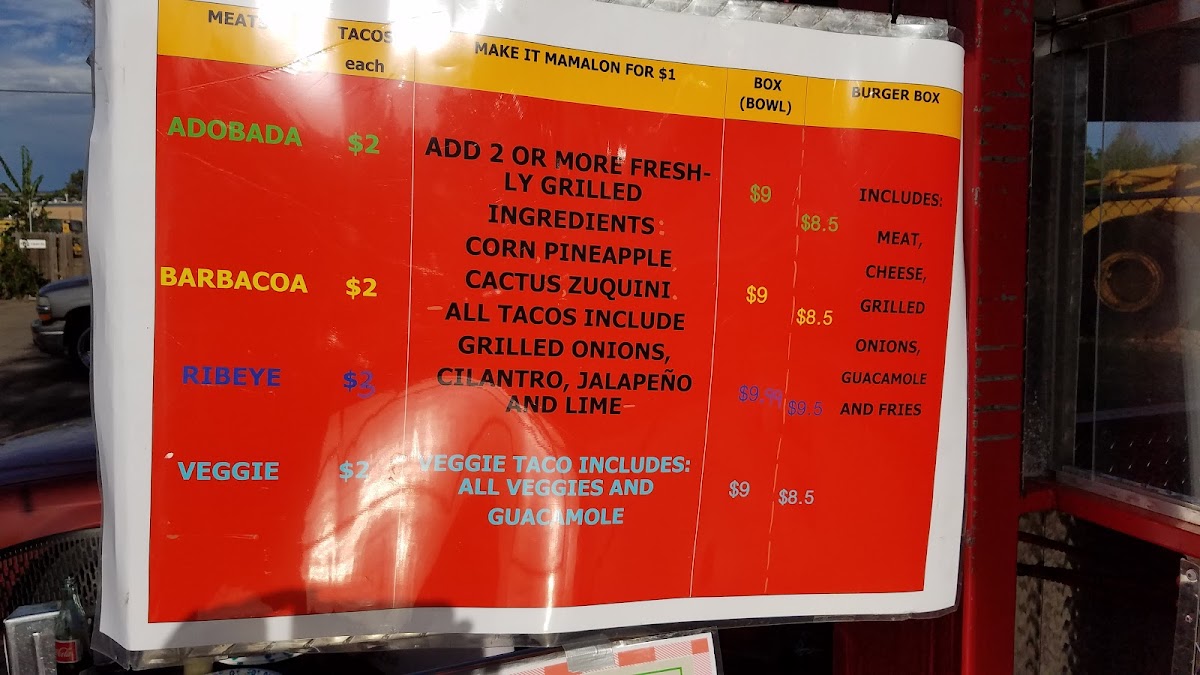 MEATS
TACOS
each
MAKE IT MAMALON FOR $1
BOX
(BOWL)
BURGER BOX
ADOBADA $2
ADD 2 OR MORE FRESH-
LY GRILLED
INGREDIENTS:
CORN PINEAPPLE,
CACTUS,ZUQUINI.
ALL TACOS INCLUDE
GRILLED ONIONS,
CILANTRO, JALAPEÑO
AND LIME
$9
$8.5
INCLUDES:
MEAT,
CHEESE,
GRILLED
ONIONS,
GUACAMOLE
AND FRIES
BARBACOA $2
$9
$8.5
RIBEYE $3
$9.99
$9.5
VEGGIE $2
VEGGIE TACO INCLUDES:
ALL VEGGIES AND
GUACAMOLE
$9
$8.5